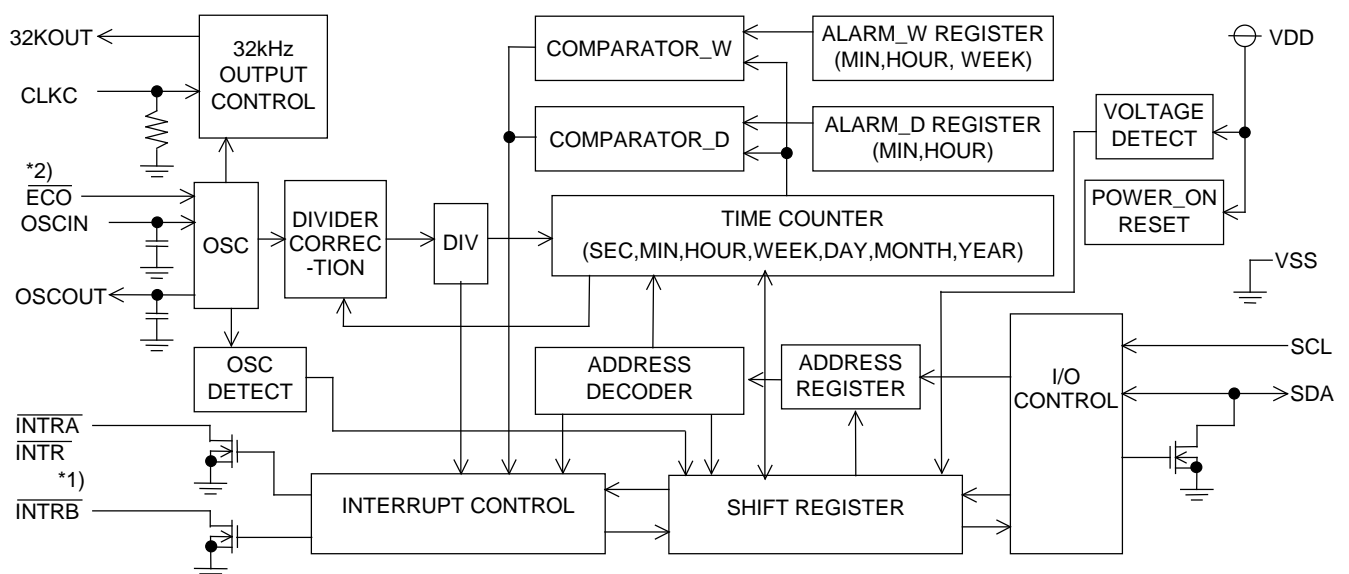 32KOUT
CLKC
32kHz
OUTPUT
CONTROL
COMPARATOR_W
ALARM_W REGISTER
(MIN,HOUR, WEEK)
VDD
COMPARATOR_D
ALARM_D REGISTER
(MIN,HOUR)
VOLTAGE
DETECT
*2)
ECO
OSCIN
OSCOUT
OSC
DIVIDER
CORREC
-TION
DIV
TIME COUNTER
(SEC,MIN,HOUR,WEEK,DAY,MONTH,YEAR)
POWER_ON
RESET
VSS
OSC
DETECT
ADDRESS
DECODER
ADDRESS
REGISTER
I/O
CONTROL
SCL
SDA
INTRA
INTR
*1)
INTRB
INTERRUPT CONTROL
SHIFT REGISTER